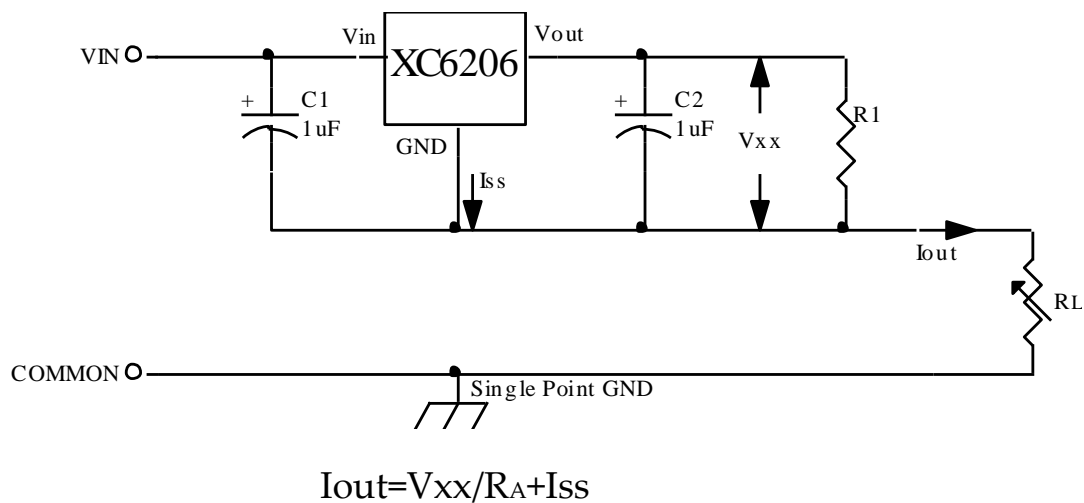 VIN
Vin
XC6206
Vout
+
C1
1uF
GND
Iss
+
C2
1uF
Vxx
R1
Iout
RL
COMMON
Single Point GND
Iout=Vxx/RA+Iss